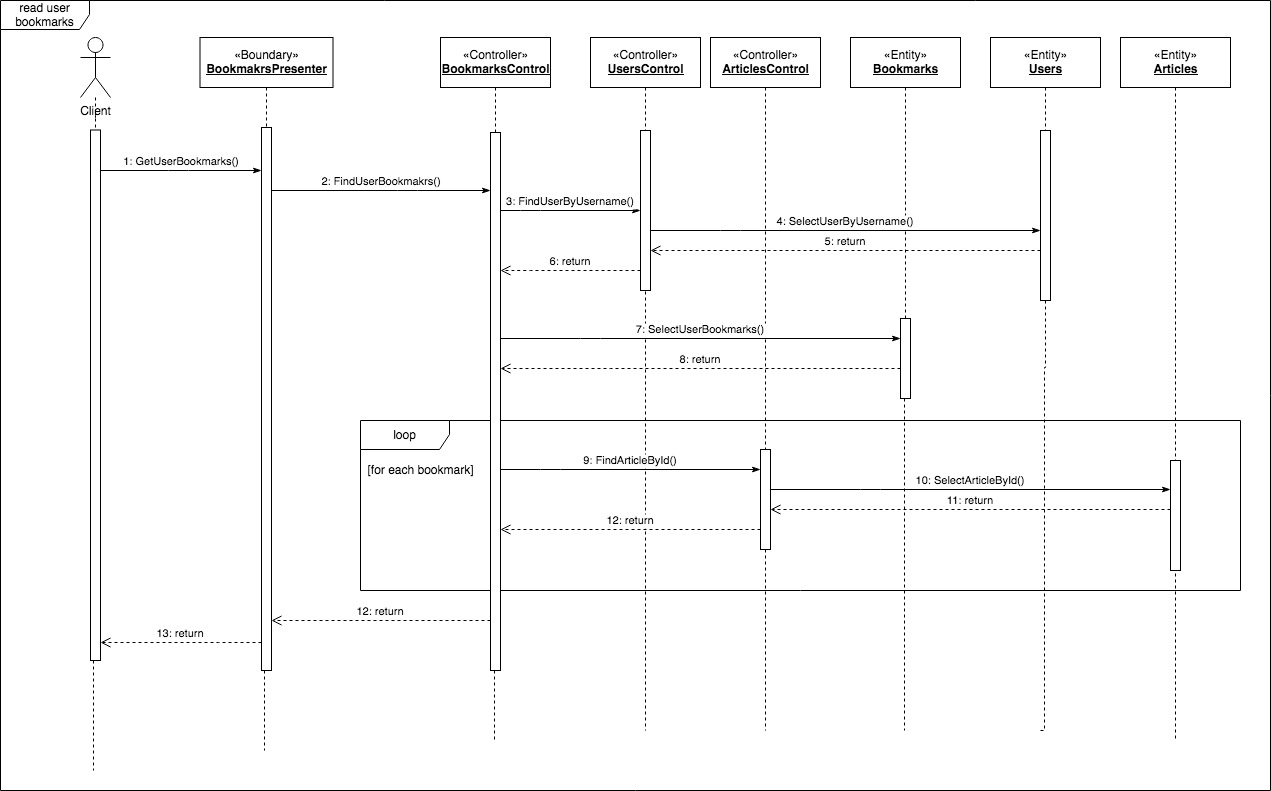 read user
bookmarks
Client
«Boundary»
BookmakrsPresenter
«Controller»
BookmarksControl
«Controller»
UsersControl
«Controller»
ArticlesControl
«Entity»
Bookmarks
«Entity»
Users
«Entity»
Articles
1: GetUserBookmarks()
2: FindUserBookmakrs()
3: FindUserByUsername()
4: SelectUserByUsername()
5: return
6: return
7: SelectUserBookmarks()
8: return
loop
[for each bookmark]
9: FindArticleById()
10: SelectArticleById()
11: return
12: return
12: return
13: return